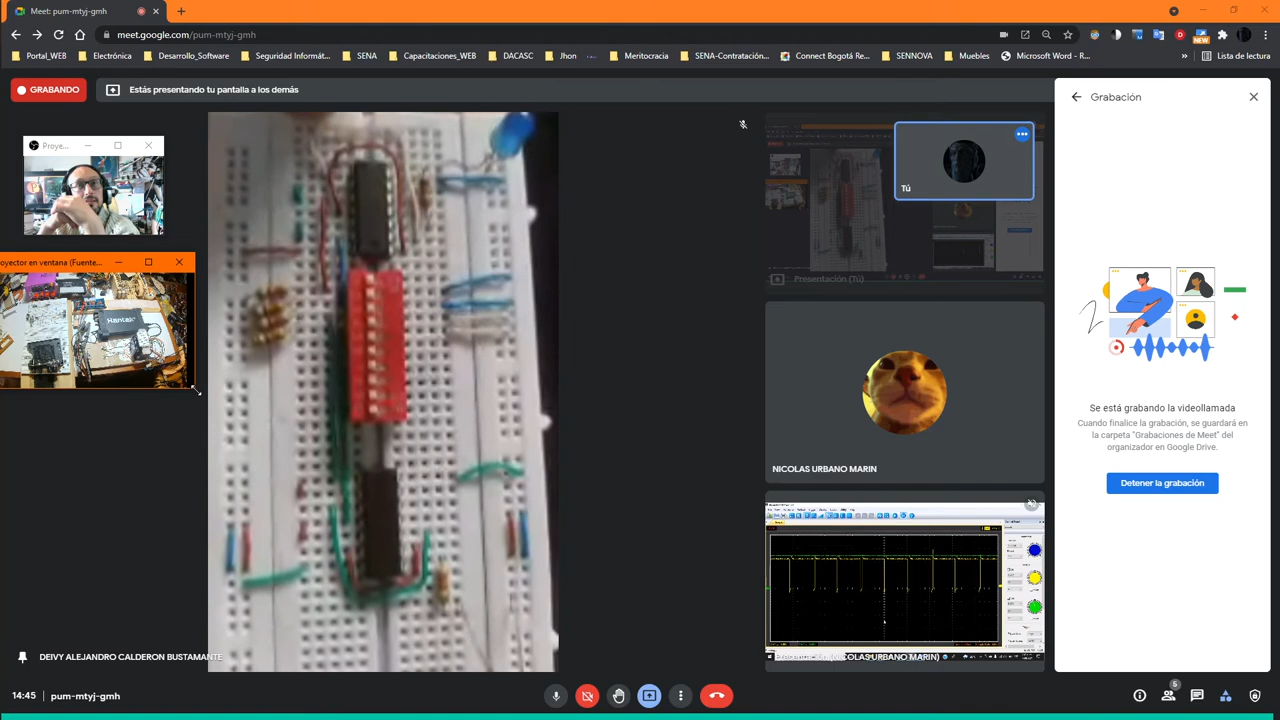 Meet: pum-mtyj-gmh
meet.google.com/pum-mtyj-gmh
Portal_WEB
Electrónica
Desarrollo_Software
Seguridad Informát...
SENA
Capacitaciones_WEB
DACASC
Jhon
Meritocracia
SENA-Contratación...
Connect Bogotá Re...
SENNOVA
Muebles
Microsoft Word - R...
»
Lista de lectura
NEW
GRABANDO
Estás presentando tu pantalla a los demás
Grabación
Proye...
Tú
oyector en ventana (Fuente...
Presentación (Tú)
Hantek
Se está grabando la videollamada
Cuando finalice la grabación, se guardará en
la carpeta "Grabaciones de Meet" del
organizador en Google Drive.
NICOLAS URBANO MARIN
Detener la grabación
DEIVY ALEJANDRO CALDERON BUSTAMANTE
Presentación (NICOLAS URBANO MARIN)
14:45
pum-mtyj-gmh
5